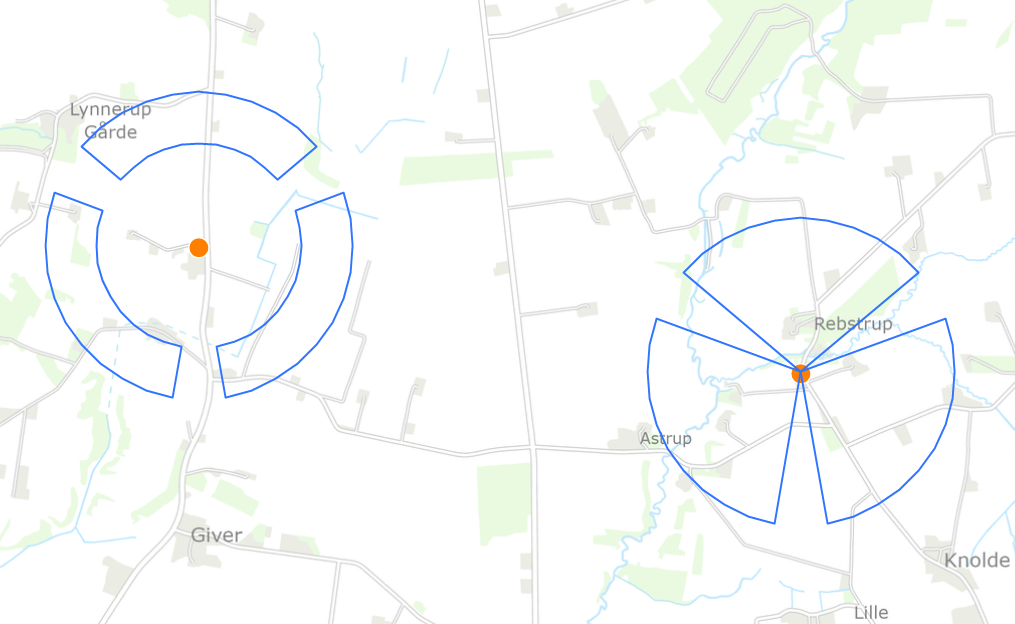 Lynnerup
Gårde
Rebstrup
Astrup
Giver
Knolde
Lille